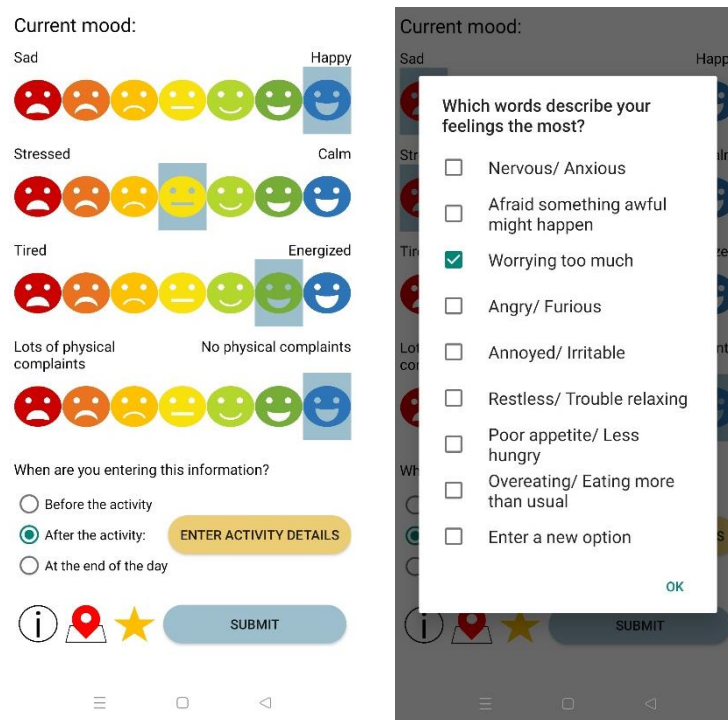 Current mood:
Sad Happy
Stressed Calm
Tired Energized
Lots of physical No physical complaints
complaints
When are you entering this information?
Before the activity
After the activity: ENTER ACTIVITY DETAILS
At the end of the day
i SUBMIT
Current mood:
Sad Happ
Which words describe your
feelings the most?
Nervous/ Anxious
Afraid something awful
might happen
Worrying too much
Angry/ Furious
Annoyed/ Irritable
Restless/ Trouble relaxing
Poor appetite/ Less
hungry
Overeating/ Eating more
than usual
Enter a new option
OK
i SUBMIT